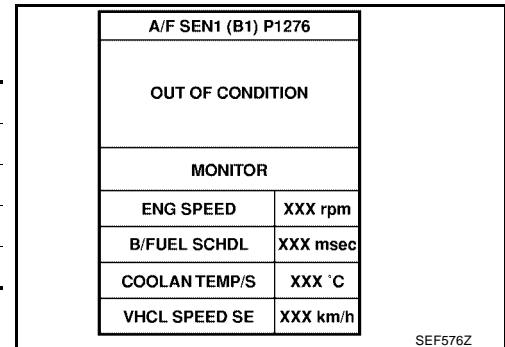 A/F SEN1 (B1) P1276
OUT OF CONDITION
MONITOR
ENG SPEED XXX rpm
B/FUEL SCHDL XXX msec
COOLAN TEMP/S XXX °C
VHCL SPEED SE XXX km/h
SEF576Z